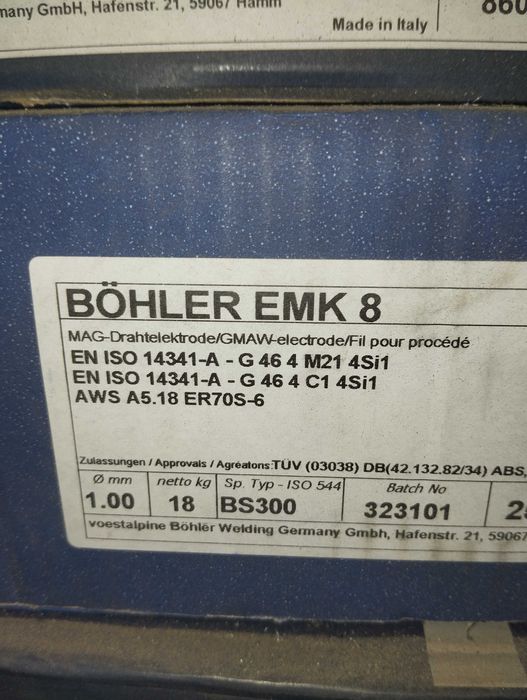 many GmbH, Hafenstr. 21, 59067 Hamm
Made in Italy
BÖHLER EMK 8
MAG-Drahtelektrode/GMAW-electrode/Fil pour procédé
EN ISO 14341-A - G 46 4 M21 4Si1
EN ISO 14341-A - G 46 4 C1 4Si1
AWS A5.18 ER70S-6
Zulassungen / Approvals / Agréations: TÜV (03038) DB(42.132.82/34) ABS,
Ø mm netto kg Sp. Typ - ISO 544 Batch No
1.00 18 BS300 323101
voestalpine Böhler Welding Germany Gmbh, Hafenstr. 21, 59067